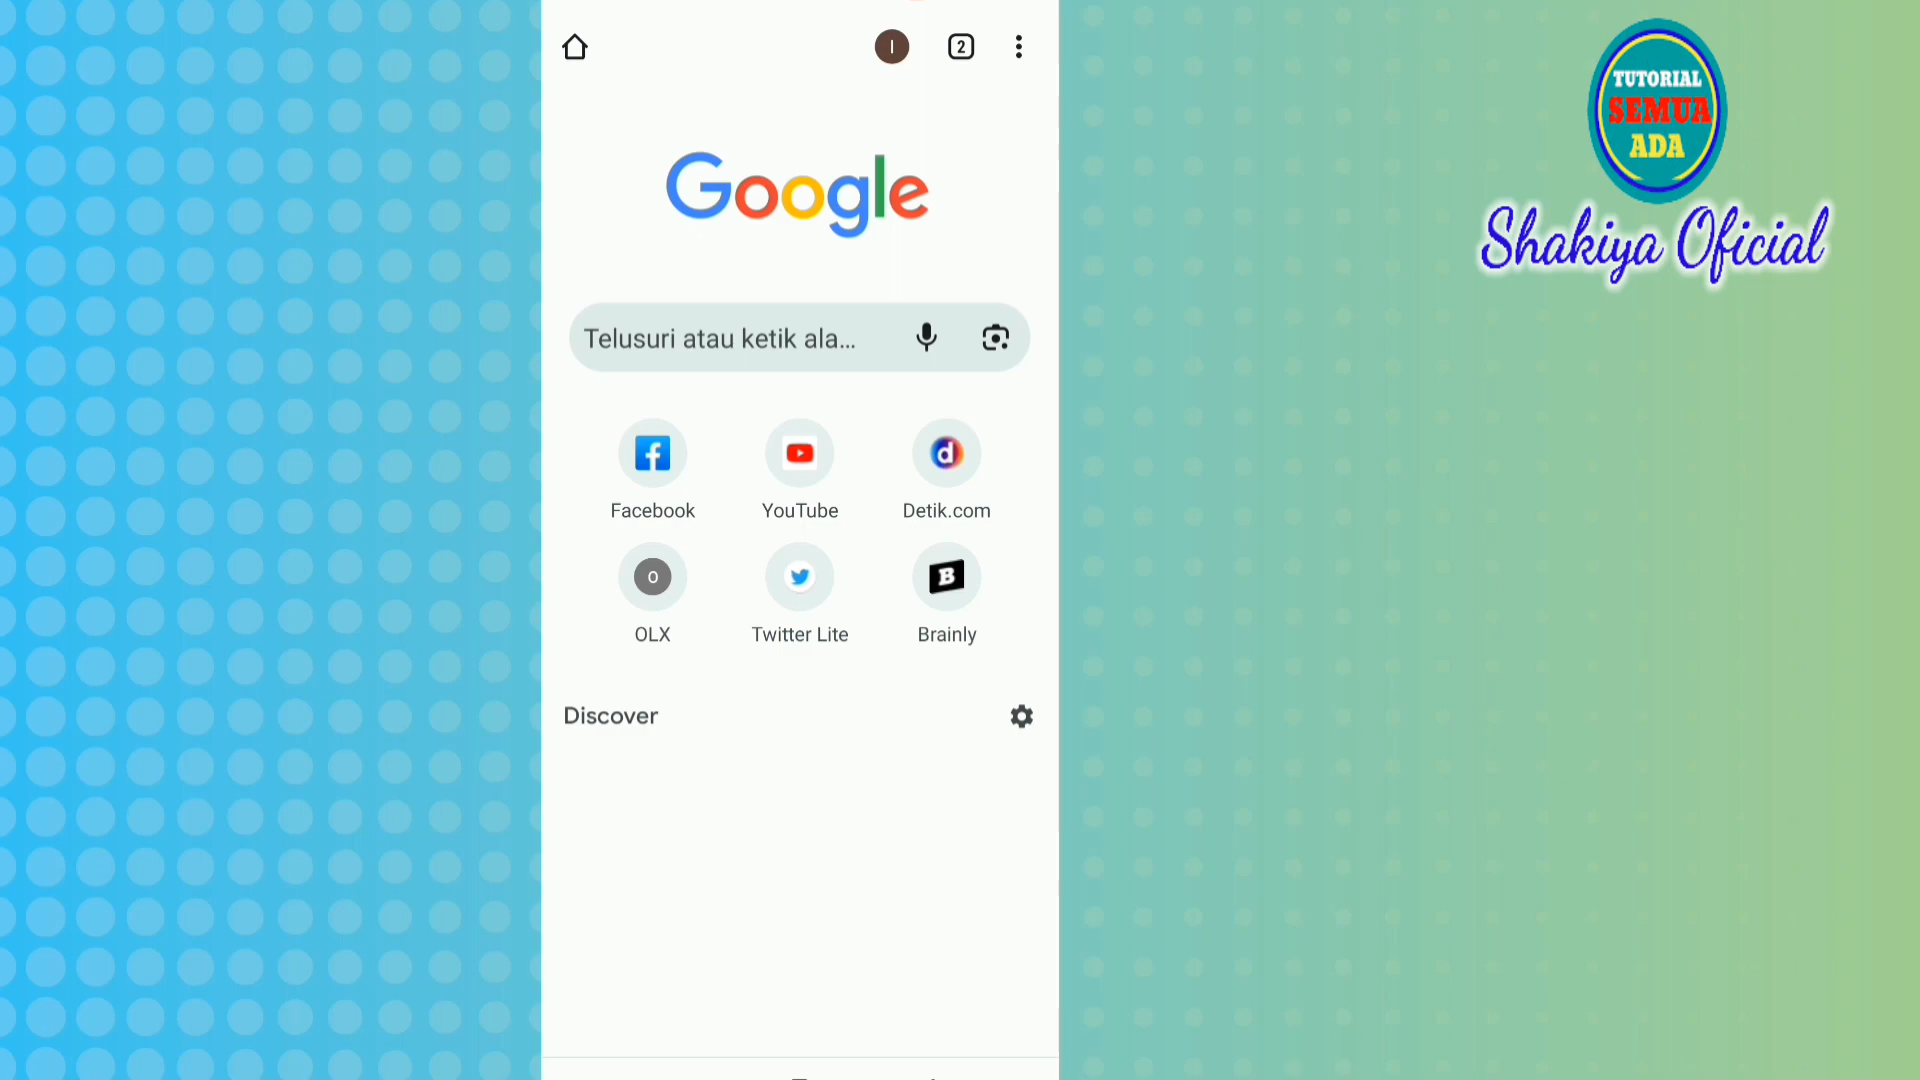 I
2
Google
Telusuri atau ketik ala...
Facebook
YouTube
Detik.com
OLX
Twitter Lite
Brainly
Discover
TUTORIAL
SEMUA
ADA
Shakiya Oficial